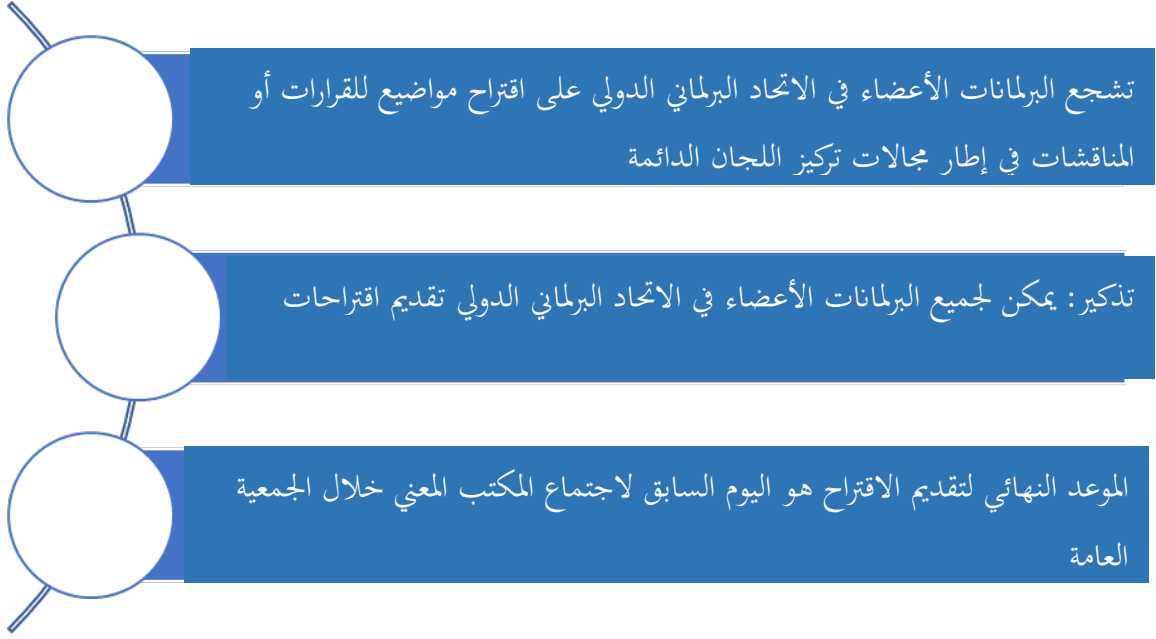 تشجع البرلمانات الأعضاء في الاتحاد البرلماني الدولي على اقتراح مواضيع للقرارات أو
المناقشات في إطار مجالات تركيز اللجان الدائمة
تذكير: يمكن لجميع البرلمانات الأعضاء في الاتحاد البرلماني الدولي تقديم اقتراحات
الموعد النهائي لتقديم الاقتراح هو اليوم السابق لاجتماع المكتب المعني خلال الجمعية
العامة